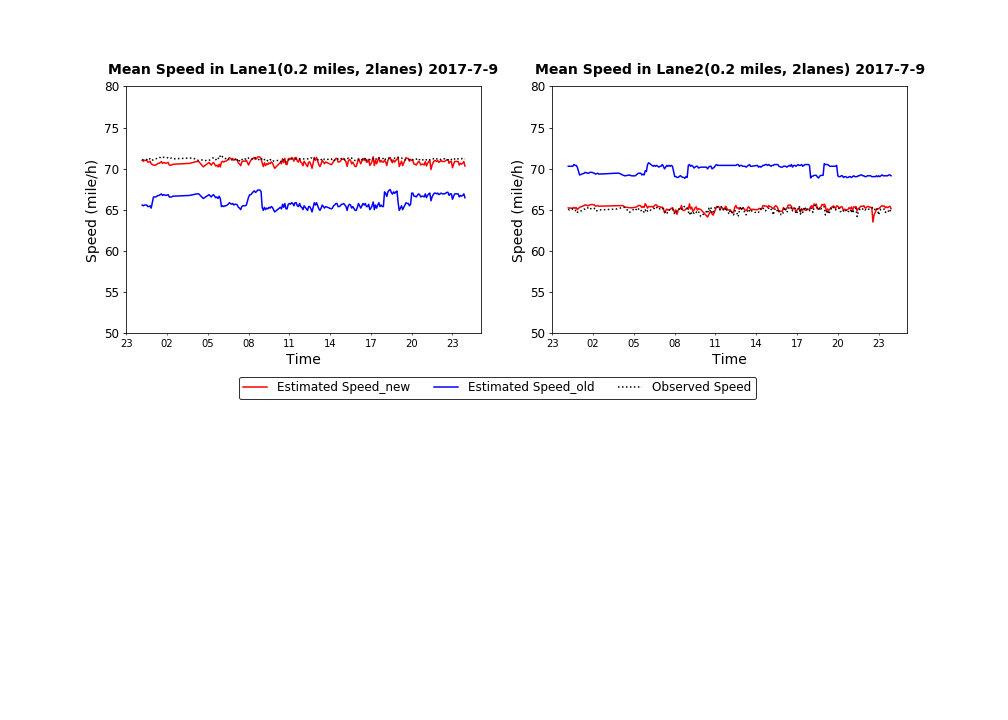 Mean Speed in Lane1(0.2 miles, 2lanes) 2017-7-9
80
75
70
65
60
55
50
Speed (mile/h)
23 02 05 08 11 14 17 20 23
Time
Mean Speed in Lane2(0.2 miles, 2lanes) 2017-7-9
80
75
70
65
60
55
50
Speed (mile/h)
23 02 05 08 11 14 17 20 23
Time
Estimated Speed_new Estimated Speed_old Observed Speed